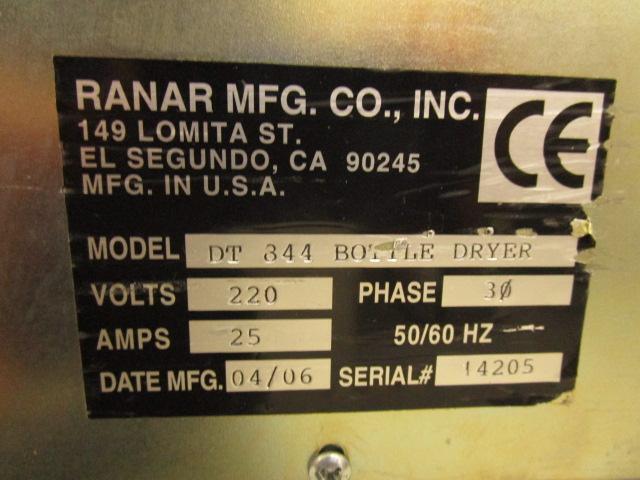 RANAR MFG. CO., INC.
149 LOMITA ST.
EL SEGUNDO, CA 90245
MFG. IN U.S.A.
CE
MODEL DT 844 BOTTLE DRYER
VOLTS 220 PHASE 3Ø
AMPS 25 50/60 HZ
DATE MFG. 04/06 SERIAL# 14205